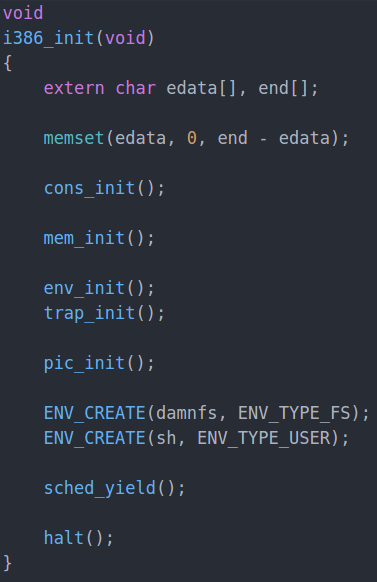 void
i386_init(void)
{
    extern char edata[], end[];
    memset(edata, 0, end - edata);
    cons_init();
    mem_init();
    env_init();
    trap_init();
    pic_init();
    ENV_CREATE(damnfs, ENV_TYPE_FS);
    ENV_CREATE(sh, ENV_TYPE_USER);
    sched_yield();
    halt();
}